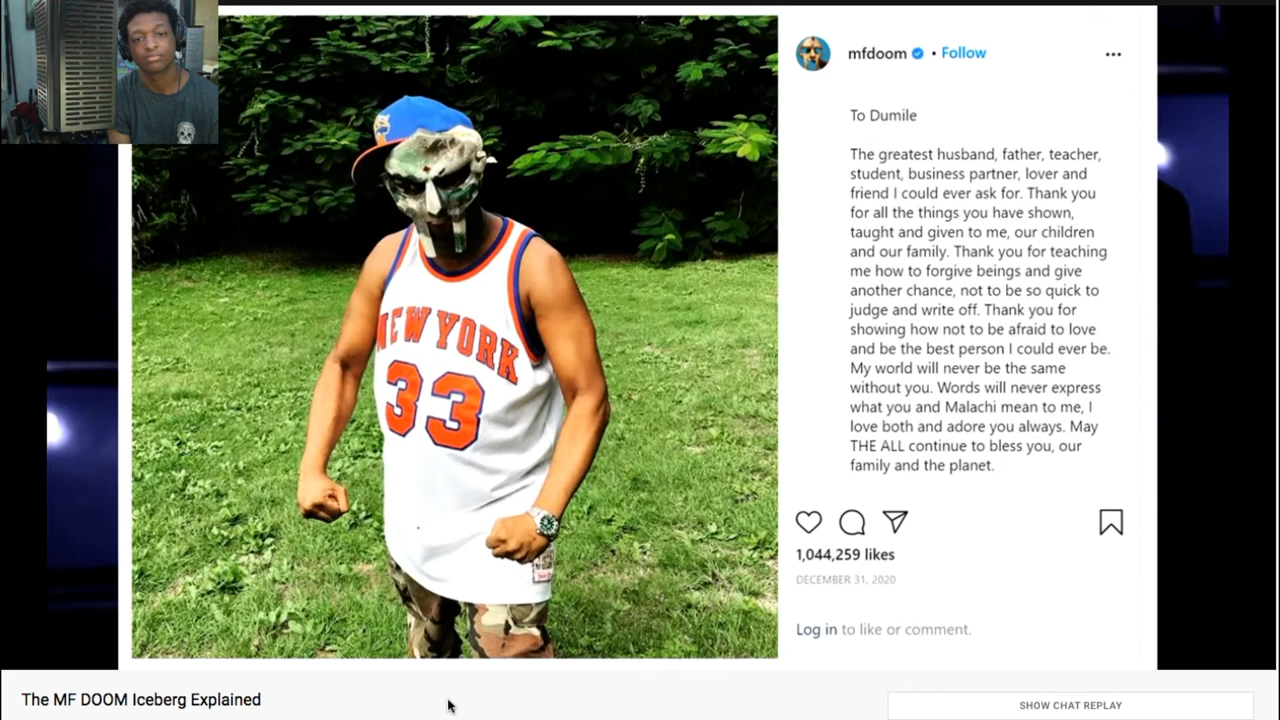 mfdoom • Follow
To Dumile
The greatest husband, father, teacher,
student, business partner, lover and
friend I could ever ask for. Thank you
for all the things you have shown,
taught and given to me, our children
and our family. Thank you for teaching
me how to forgive beings and give
another chance, not to be so quick to
judge and write off. Thank you for
showing how not to be afraid to love
and be the best person I could ever be.
My world will never be the same
without you. Words will never express
what you and Malachi mean to me, I
love both and adore you always. May
THE ALL continue to bless you, our
family and the planet.
NEW YORK
33
1,044,259 likes
DECEMBER 31, 2020
Log in to like or comment.
The MF DOOM Iceberg Explained
SHOW CHAT REPLAY